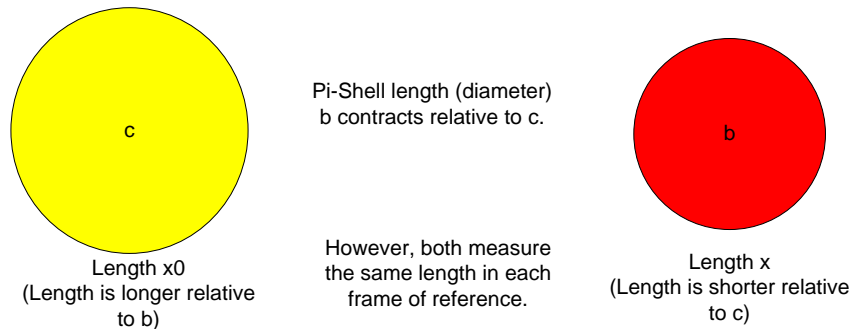 c
Pi-Shell length (diameter)
b contracts relative to c.
b
However, both measure
the same length in each
frame of reference.
Length x0
(Length is longer relative
to b)
Length x
(Length is shorter relative
to c)